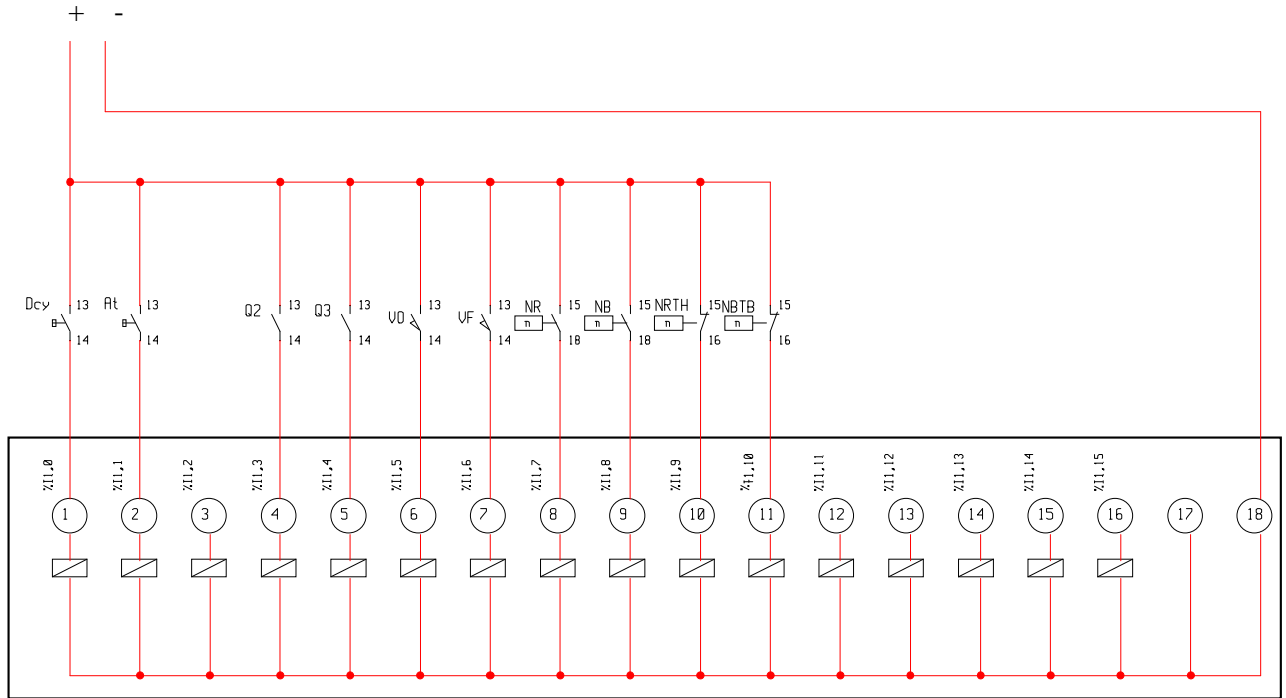 + -
Dcy 13 At 13 Q2 13 Q3 13 VO 13 VF 13 NR 15 NB 15 NRTH 15 NBTB 15
n n n n
14 14 14 14 14 14 18 18 16 16
%I1,0 %I1,1 %I1,2 %I1,3 %I1,4 %I1,5 %I1,6 %I1,7 %I1,8 %I1,9 %I1,10 %I1,11 %I1,12 %I1,13 %I1,14 %I1,15
1 2 3 4 5 6 7 8 9 10 11 12 13 14 15 16 17 18